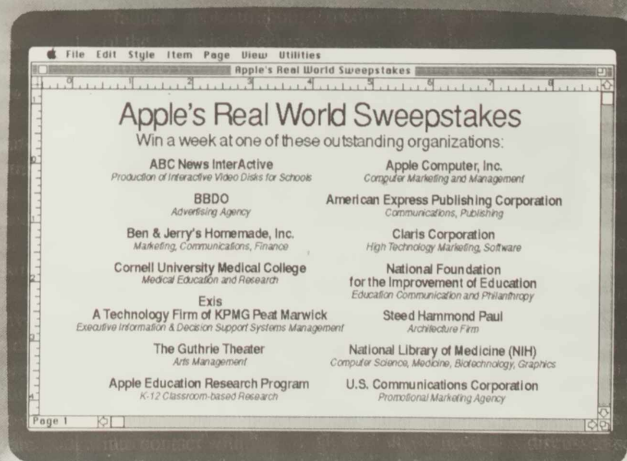 File Edit Style Item Page View Utilities
Apple's Real World Sweepstakes
Apple's Real World Sweepstakes
Win a week at one of these outstanding organizations:
ABC News InterActive
Production of Interactive Video Disks for Schools
BBDO
Advertising Agency
Ben & Jerry's Homemade, Inc.
Marketing, Communications, Finance
Cornell University Medical College
Medical Education and Research
Exis
A Technology Firm of KPMG Peat Marwick
Executive Information & Decision Support Systems Management
The Guthrie Theater
Arts Management
Apple Education Research Program
K-12 Classroom-based Research
Apple Computer, Inc.
Computer Marketing and Management
American Express Publishing Corporation
Communications, Publishing
Claris Corporation
High Technology Marketing, Software
National Foundation
for the Improvement of Education
Education Communication and Philanthropy
Steed Hammond Paul
Architecture Firm
National Library of Medicine (NIH)
Computer Science, Medicine, Biotechnology, Graphics
U.S. Communications Corporation
Promotional Marketing Agency
Page 1